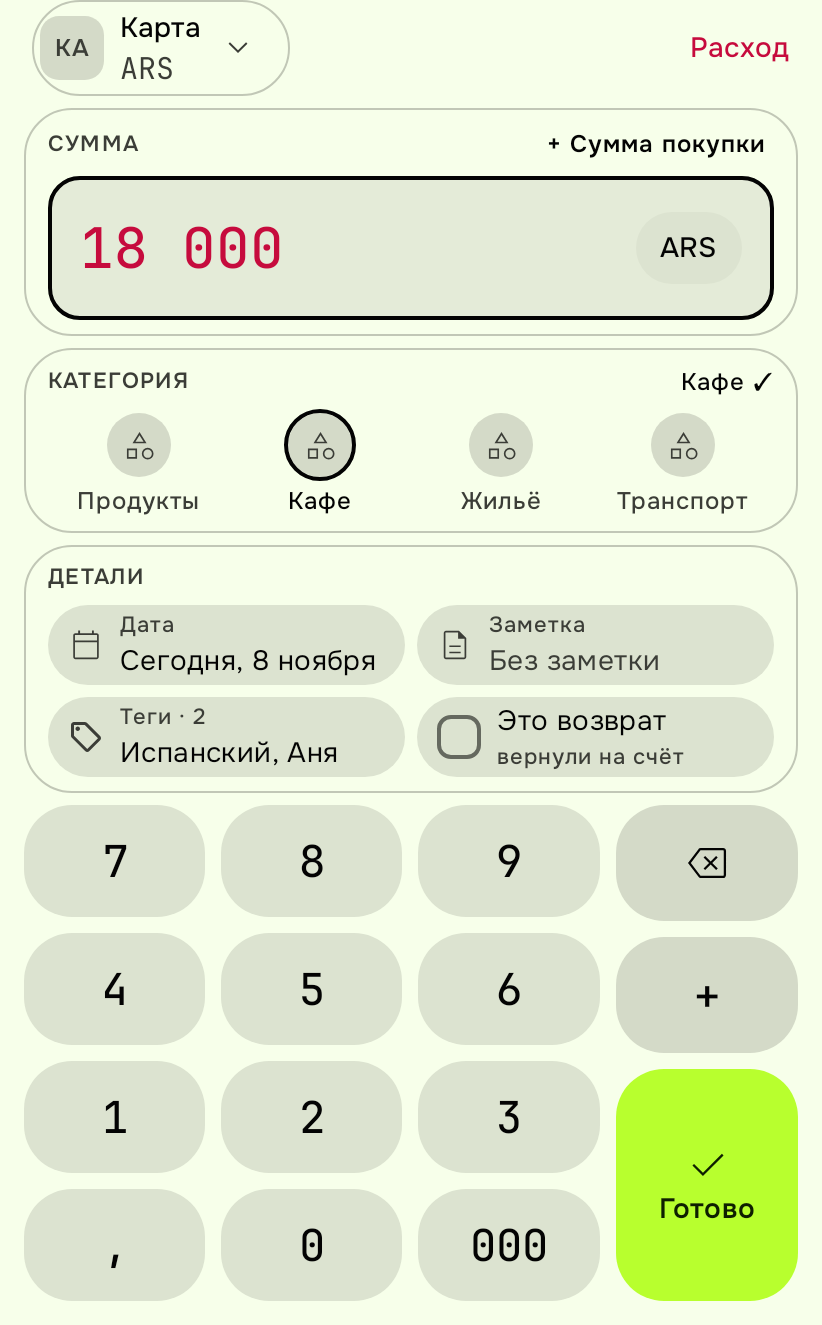 КА
Карта
ARS
Расход
СУММА
+ Сумма покупки
18 000
ARS
КАТЕГОРИЯ
Кафе ✓
Продукты
Кафе
Жильё
Транспорт
ДЕТАЛИ
Дата
Сегодня, 8 ноября
Заметка
Без заметки
Теги · 2
Испанский, Аня
Это возврат
вернули на счёт
7
8
9
4
5
6
+
1
2
3
Готово
,
0
000